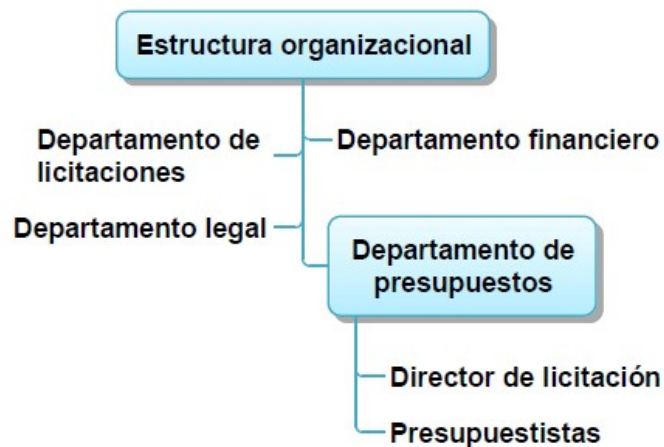 Estructura organizacional
Departamento de
licitaciones
Departamento financiero
Departamento legal
Departamento de
presupuestos
Director de licitación
Presupuestistas